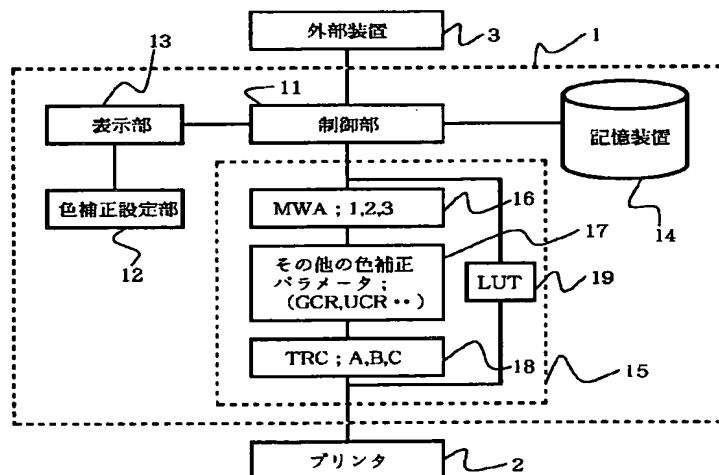 外部装置
3
1
13
11
表示部
制御部
記憶装置
色補正設定部
12
14
MWA ; 1,2,3
16
その他の色補正
パラメータ ;
(GCR,UCR‥)
17
LUT
19
TRC ; A,B,C
18
15
プリンタ
2